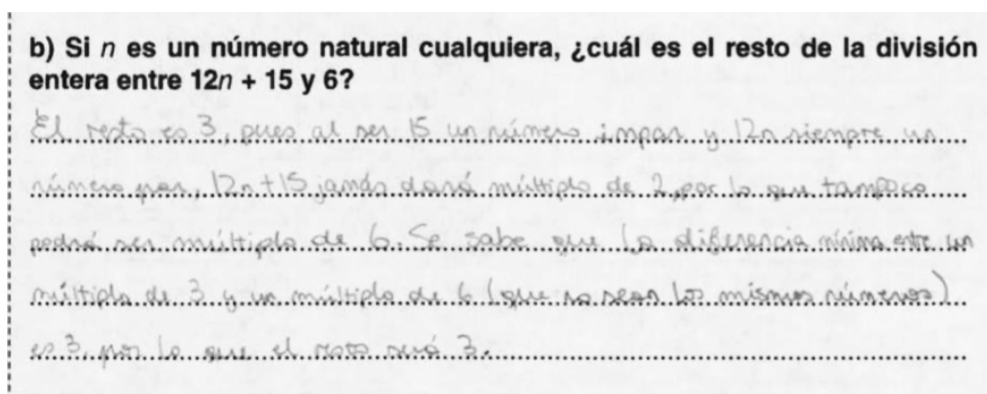 b) Si n es un número natural cualquiera, ¿cuál es el resto de la división
entera entre 12n + 15 y 6?
El resto es 3, pues al ser 15 un número impar y 12n siempre un
número par, 12n+15 jamás dará múltiplo de 2, por lo que tampoco
podrá ser múltiplo de 6. Se sabe que la diferencia mínima entre un
múltiplo de 3 y un múltiplo de 6 (que no sean los mismos números)
es 3, por lo que el resto será 3.